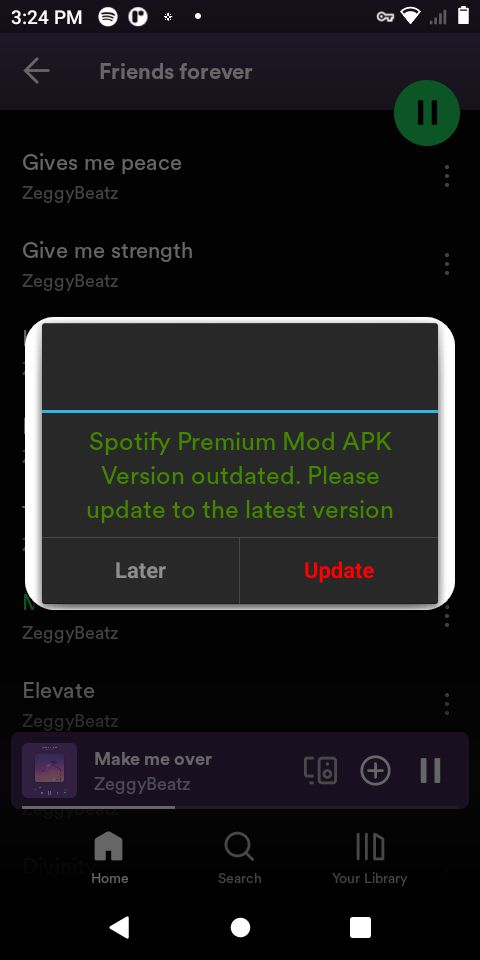 3:24 PM
Friends forever
Gives me peace
ZeggyBeatz
Give me strength
ZeggyBeatz
Spotify Premium Mod APK
Version outdated. Please
update to the latest version
Later
Update
ZeggyBeatz
Elevate
ZeggyBeatz
Make me over
ZeggyBeatz
ZeggyBeatz
Divinity
Home
Search
Your Library